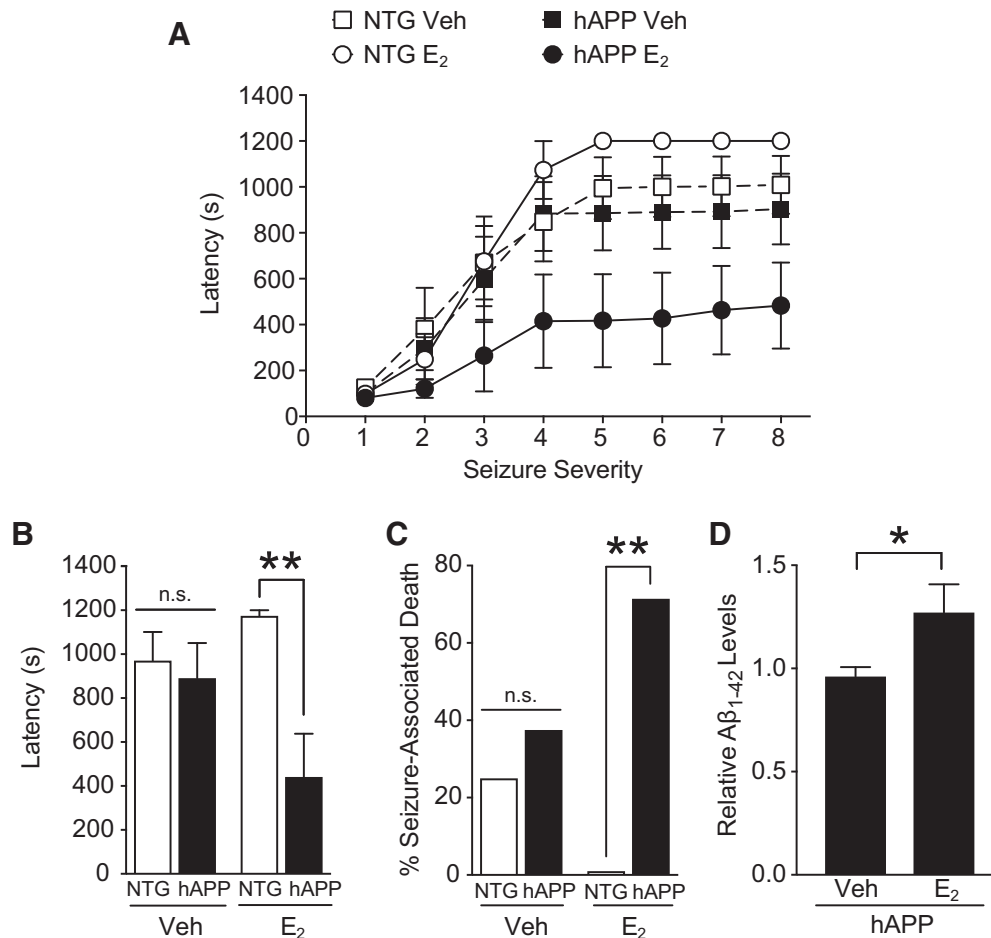 A
NTG Veh
hAPP Veh
NTG E₂
hAPP E₂
1400
1200
1000
800
600
400
200
0
Latency (s)
0 1 2 3 4 5 6 7 8
Seizure Severity
B
1400
1200
1000
800
600
400
200
0
Latency (s)
n.s.
**
NTG hAPP NTG hAPP
Veh E₂
C
80
60
40
20
0
% Seizure-Associated Death
n.s.
**
NTG hAPP NTG hAPP
Veh E₂
D
1.5
1.0
0.5
0.0
Relative Aβ₁₋₄₂ Levels
*
Veh E₂
hAPP